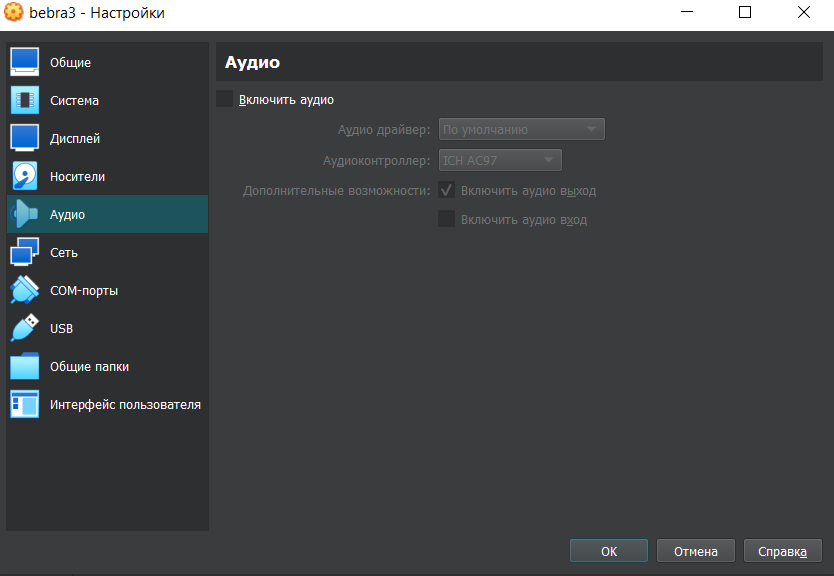 bebra3 - Настройки
Общие
Система
Дисплей
Носители
Аудио
Сеть
COM-порты
USB
Общие папки
Интерфейс пользователя
Аудио
Включить аудио
Аудио драйвер: По умолчанию
Аудиоконтроллер: ICH AC97
Дополнительные возможности: Включить аудио выход
Включить аудио вход
OK Отмена Справка